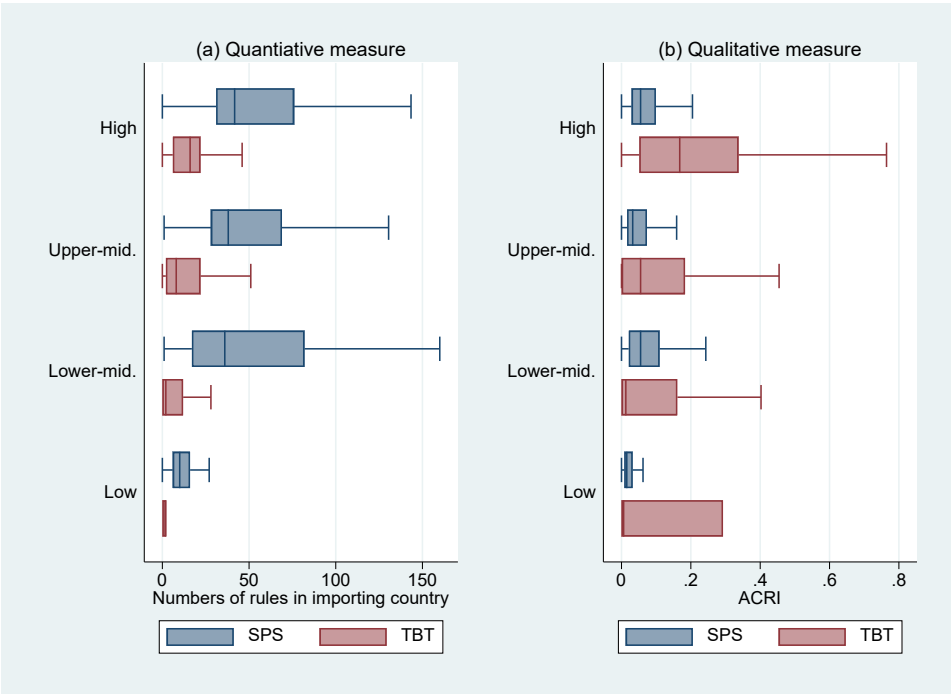 (a) Quantiative measure
High
Upper-mid.
Lower-mid.
Low
0 50 100 150
Numbers of rules in importing country
SPS TBT
(b) Qualitative measure
High
Upper-mid.
Lower-mid.
Low
0 .2 .4 .6 .8
ACRI
SPS TBT